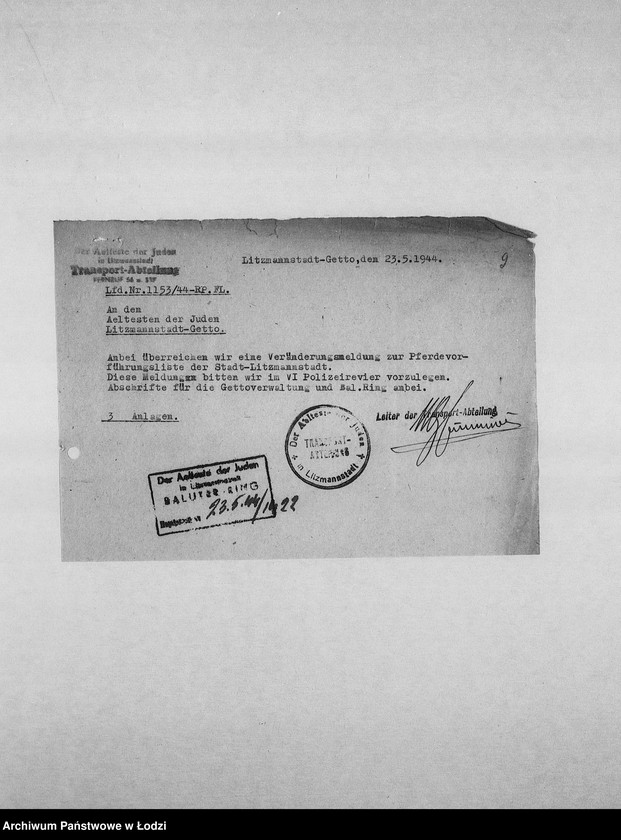 Der Aelteste der Juden
in Litzmannstadt
Transport-Abteilung
Litzmannstadt-Getto,den 23.5.1944.
9
Lfd.Nr.1153/44-Rp.FL.
An den
Aeltesten der Juden
Litzmannstadt-Getto.
Anbei überreichen wir eine Veränderungsmeldung zur Pferdevor-
führungsliste der Stadt-Litzmannstadt.
Diese Meldungen bitten wir im VI Polizeirevier vorzulegen.
Abschrifte für die Gettoverwaltung und Bal.Ring anbei.
3 Anlagen.
Der Aelteste der Juden
TRANSPORT-
ABTEILUNG
in Litzmannstadt
Leiter der Transport-Abteilung
Der Aelteste der Juden
in Litzmannstadt
BALUTER-RING
23.5.44
Archiwum Państwowe w Łodzi